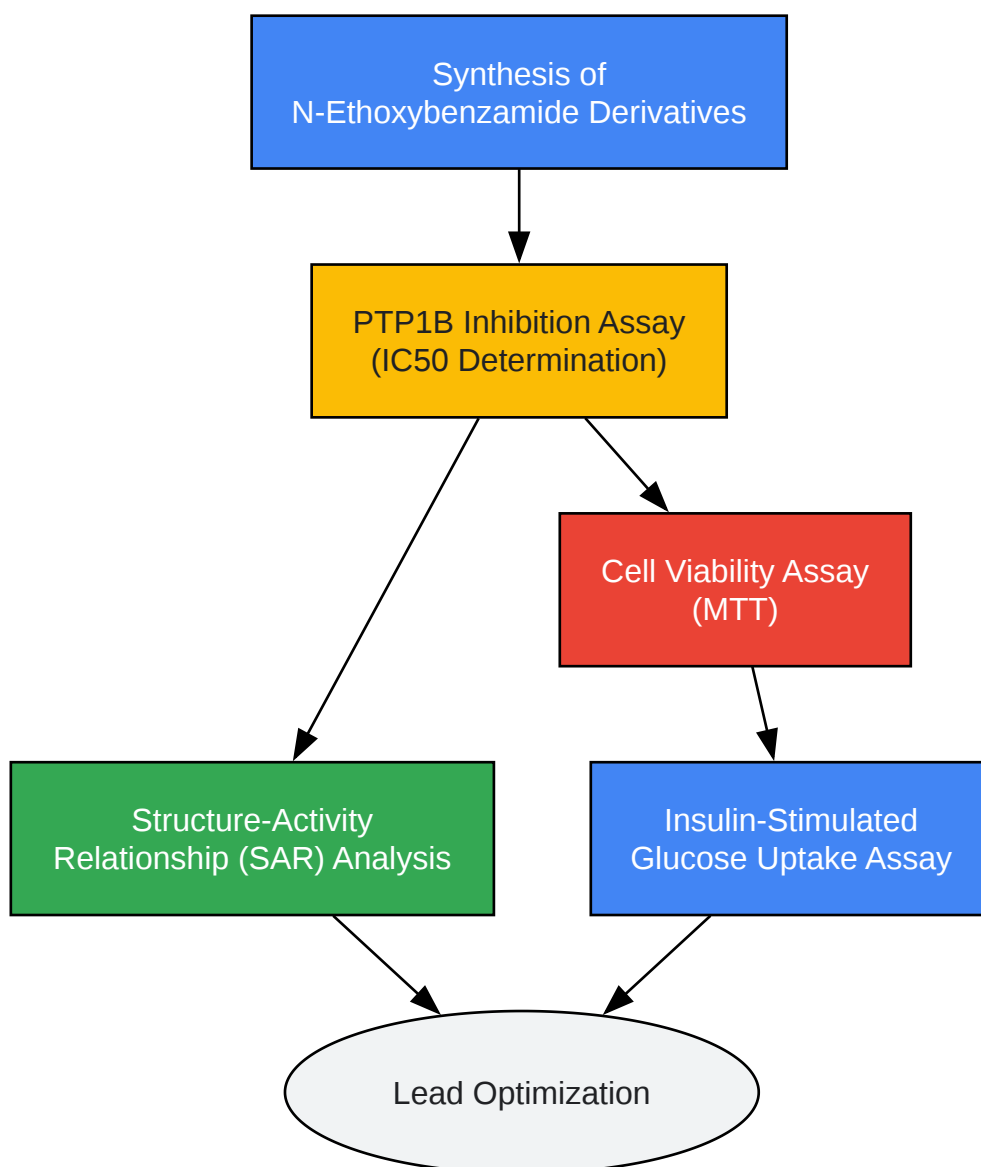 Synthesis of
N-Ethoxybenzamide Derivatives
PTP1B Inhibition Assay
(IC50 Determination)
Cell Viability Assay
(MTT)
Structure-Activity
Relationship (SAR) Analysis
Insulin-Stimulated
Glucose Uptake Assay
Lead Optimization